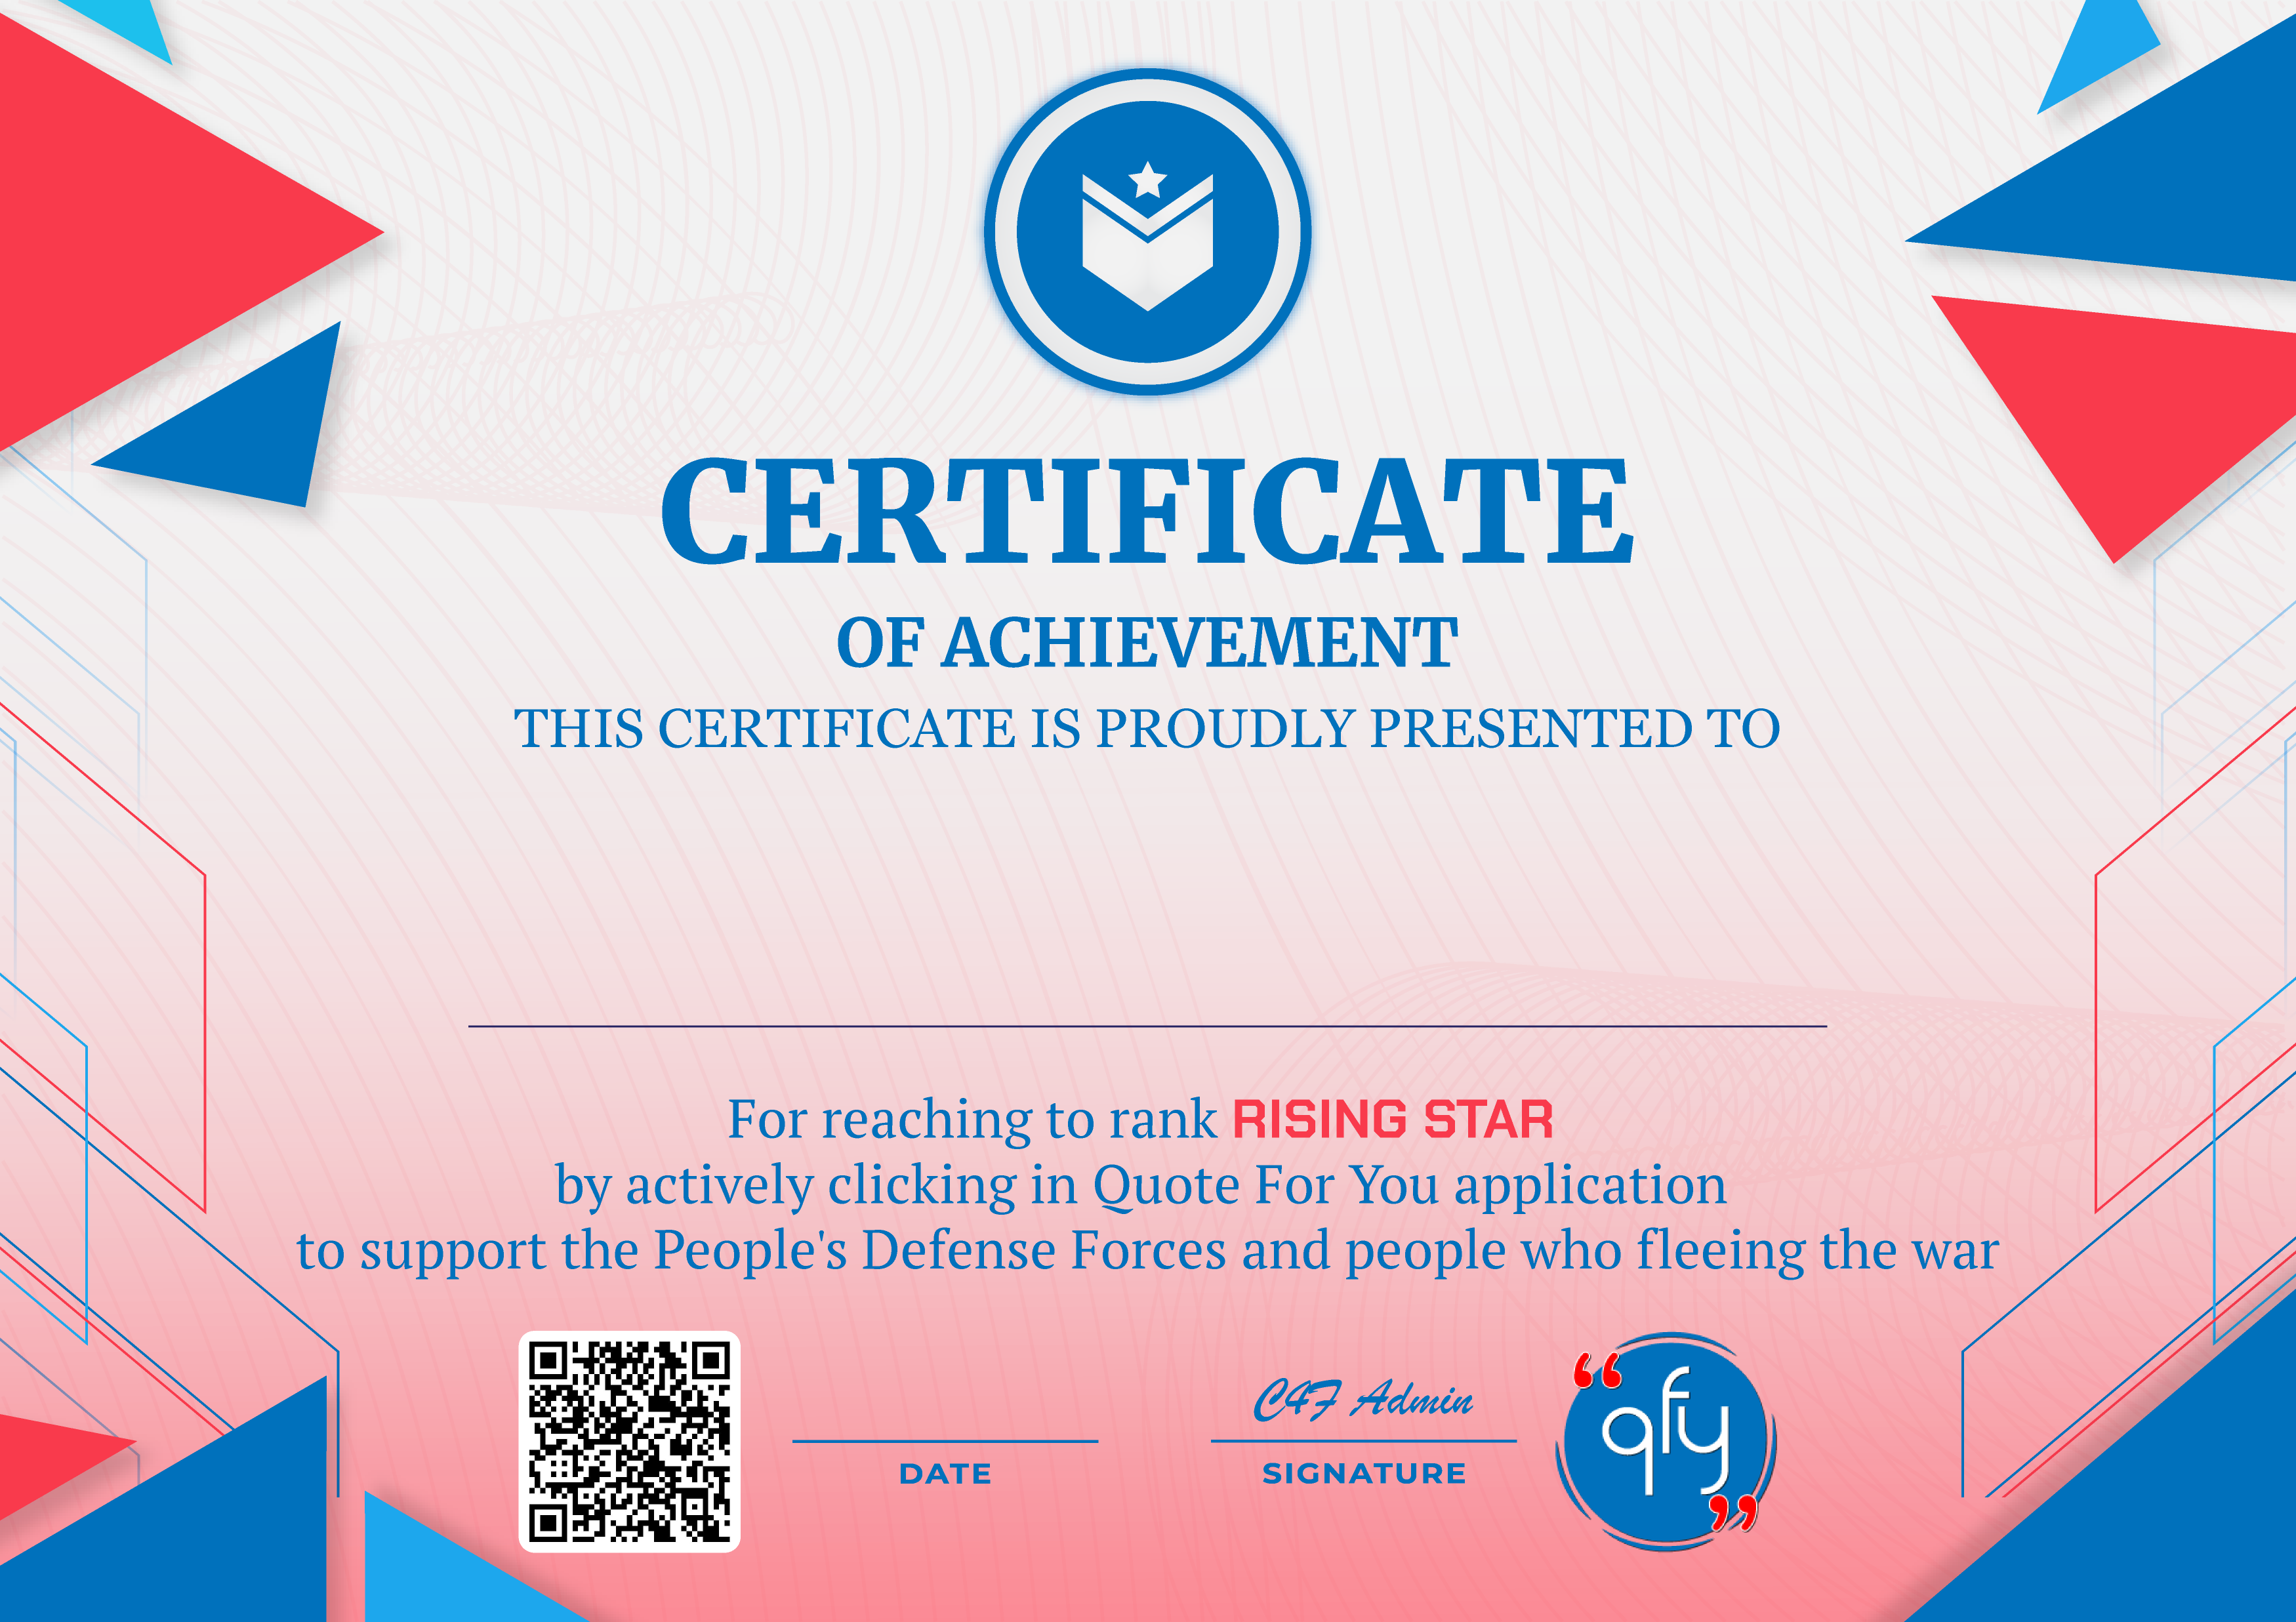 CERTIFICATE
OF ACHIEVEMENT
THIS CERTIFICATE IS PROUDLY PRESENTED TO
For reaching to rank RISING STAR
by actively clicking in Quote For You application
to support the People's Defense Forces and people who fleeing the war
C4F Admin
DATE
SIGNATURE
“qfy”